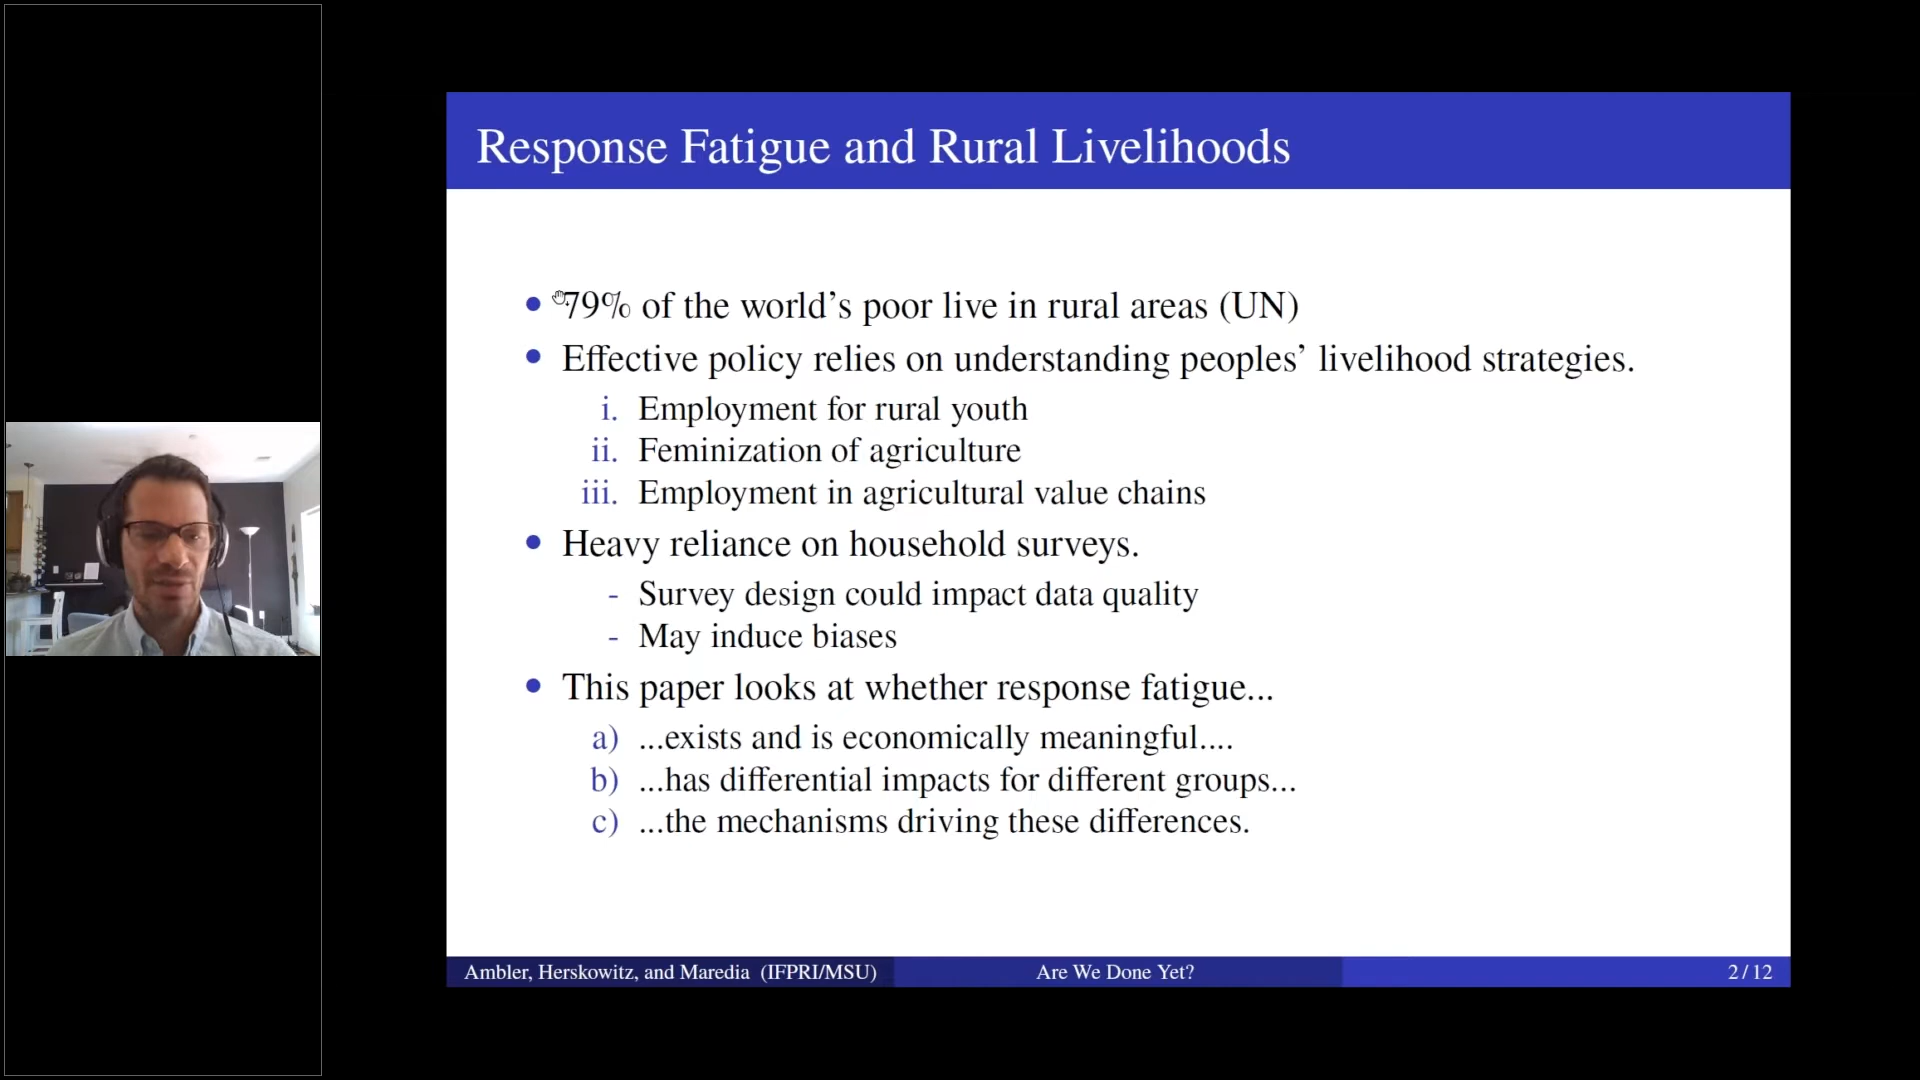 Response Fatigue and Rural Livelihoods
• 79% of the world's poor live in rural areas (UN)
• Effective policy relies on understanding peoples' livelihood strategies.
i. Employment for rural youth
ii. Feminization of agriculture
iii. Employment in agricultural value chains
• Heavy reliance on household surveys.
- Survey design could impact data quality
- May induce biases
• This paper looks at whether response fatigue...
a) ...exists and is economically meaningful....
b) ...has differential impacts for different groups...
c) ...the mechanisms driving these differences.
Ambler, Herskowitz, and Maredia (IFPRI/MSU) Are We Done Yet? 2 / 12